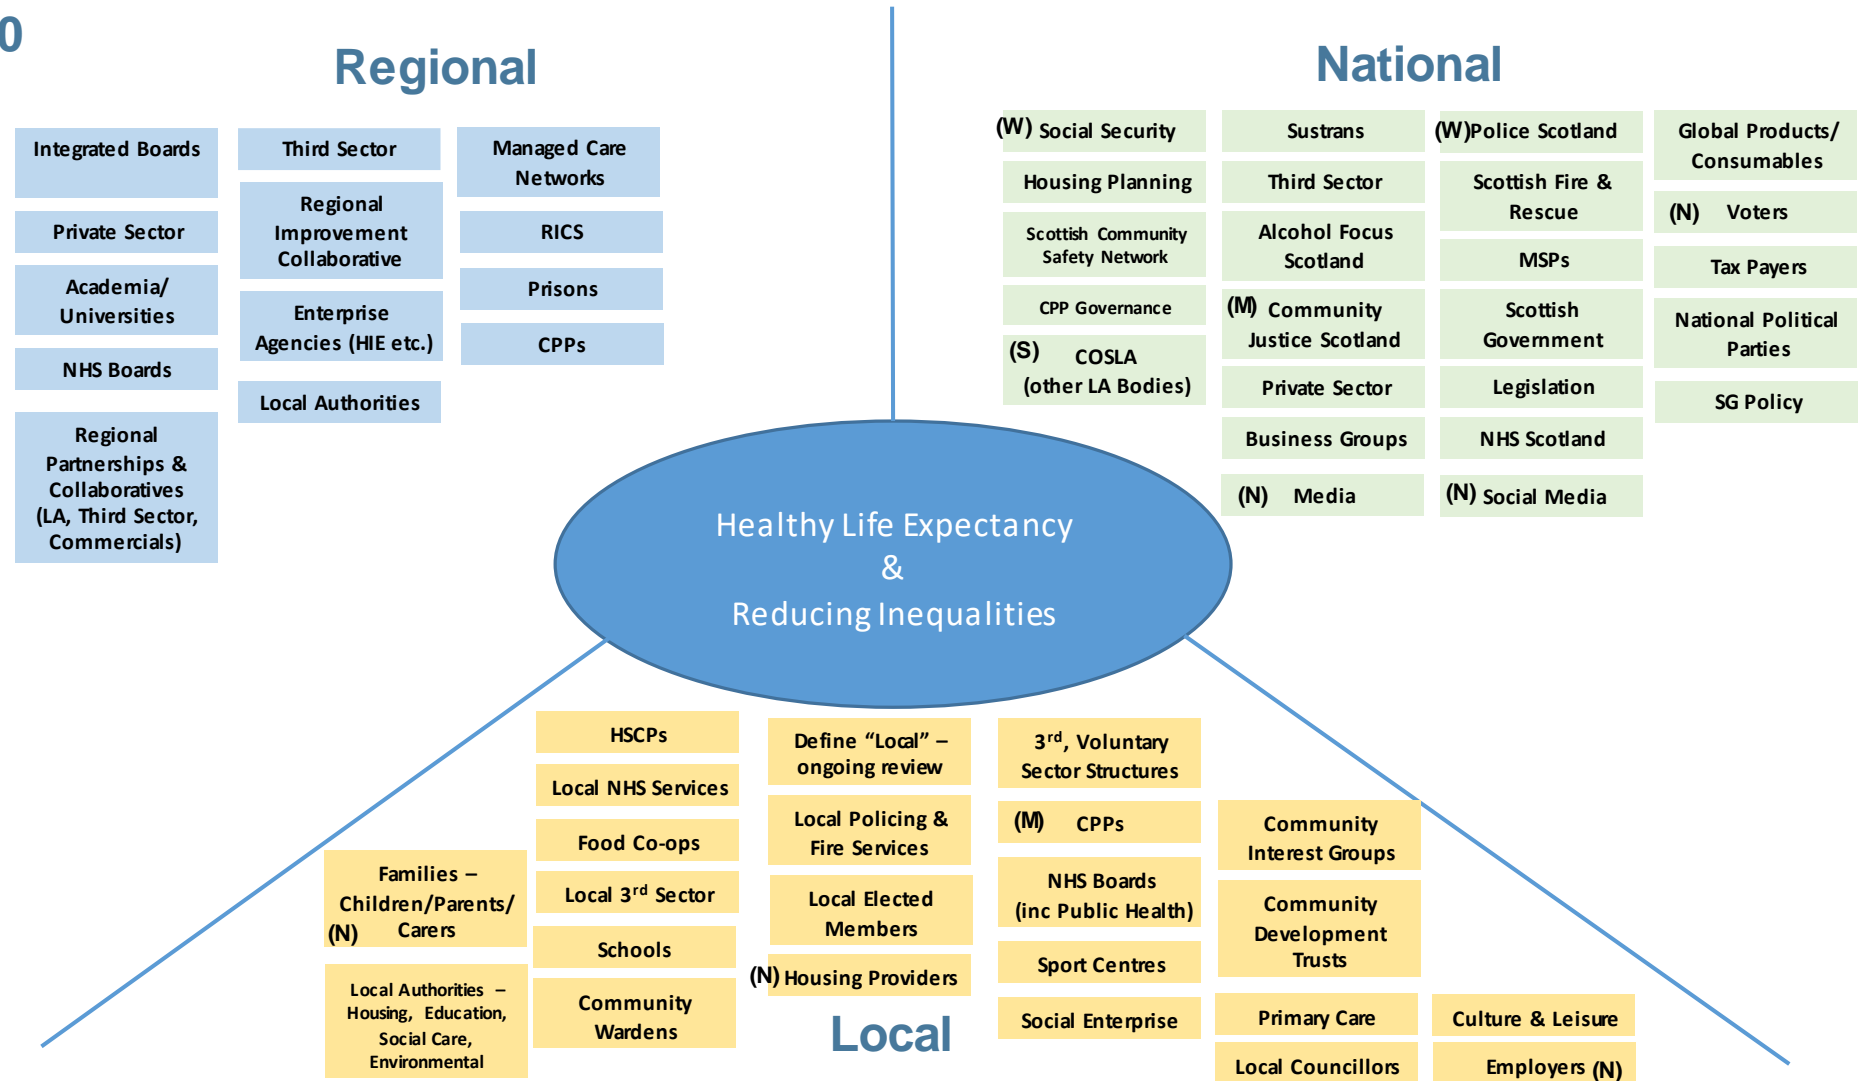 0
Regional
Integrated Boards
Private Sector
Academia/
Universities
NHS Boards
Regional
Partnerships &
Collaboratives
(LA, Third Sector,
Commercials)
Third Sector
Regional
Improvement
Collaborative
Enterprise
Agencies (HIE etc.)
Local Authorities
Managed Care
Networks
RICS
Prisons
CPPs
National
(W) Social Security
Housing Planning
Scottish Community
Safety Network
CPP Governance
(S) COSLA
(other LA Bodies)
Sustrans
Third Sector
Alcohol Focus
Scotland
(M) Community
Justice Scotland
Private Sector
Business Groups
(N) Media
(W)Police Scotland
Scottish Fire &
Rescue
MSPs
Scottish
Government
Legislation
NHS Scotland
(N) Social Media
Global Products/
Consumables
(N) Voters
Tax Payers
National Political
Parties
SG Policy
Healthy Life Expectancy
&
Reducing Inequalities
Families –
Children/Parents/
(N) Carers
Local Authorities –
Housing, Education,
Social Care,
Environmental
HSCPs
Local NHS Services
Food Co-ops
Local 3rd Sector
Schools
Community
Wardens
Define “Local” –
ongoing review
Local Policing &
Fire Services
Local Elected
Members
(N) Housing Providers
Local
3rd, Voluntary
Sector Structures
(M) CPPs
NHS Boards
(inc Public Health)
Sport Centres
Social Enterprise
Community
Interest Groups
Community
Development
Trusts
Primary Care
Local Councillors
Culture & Leisure
Employers (N)